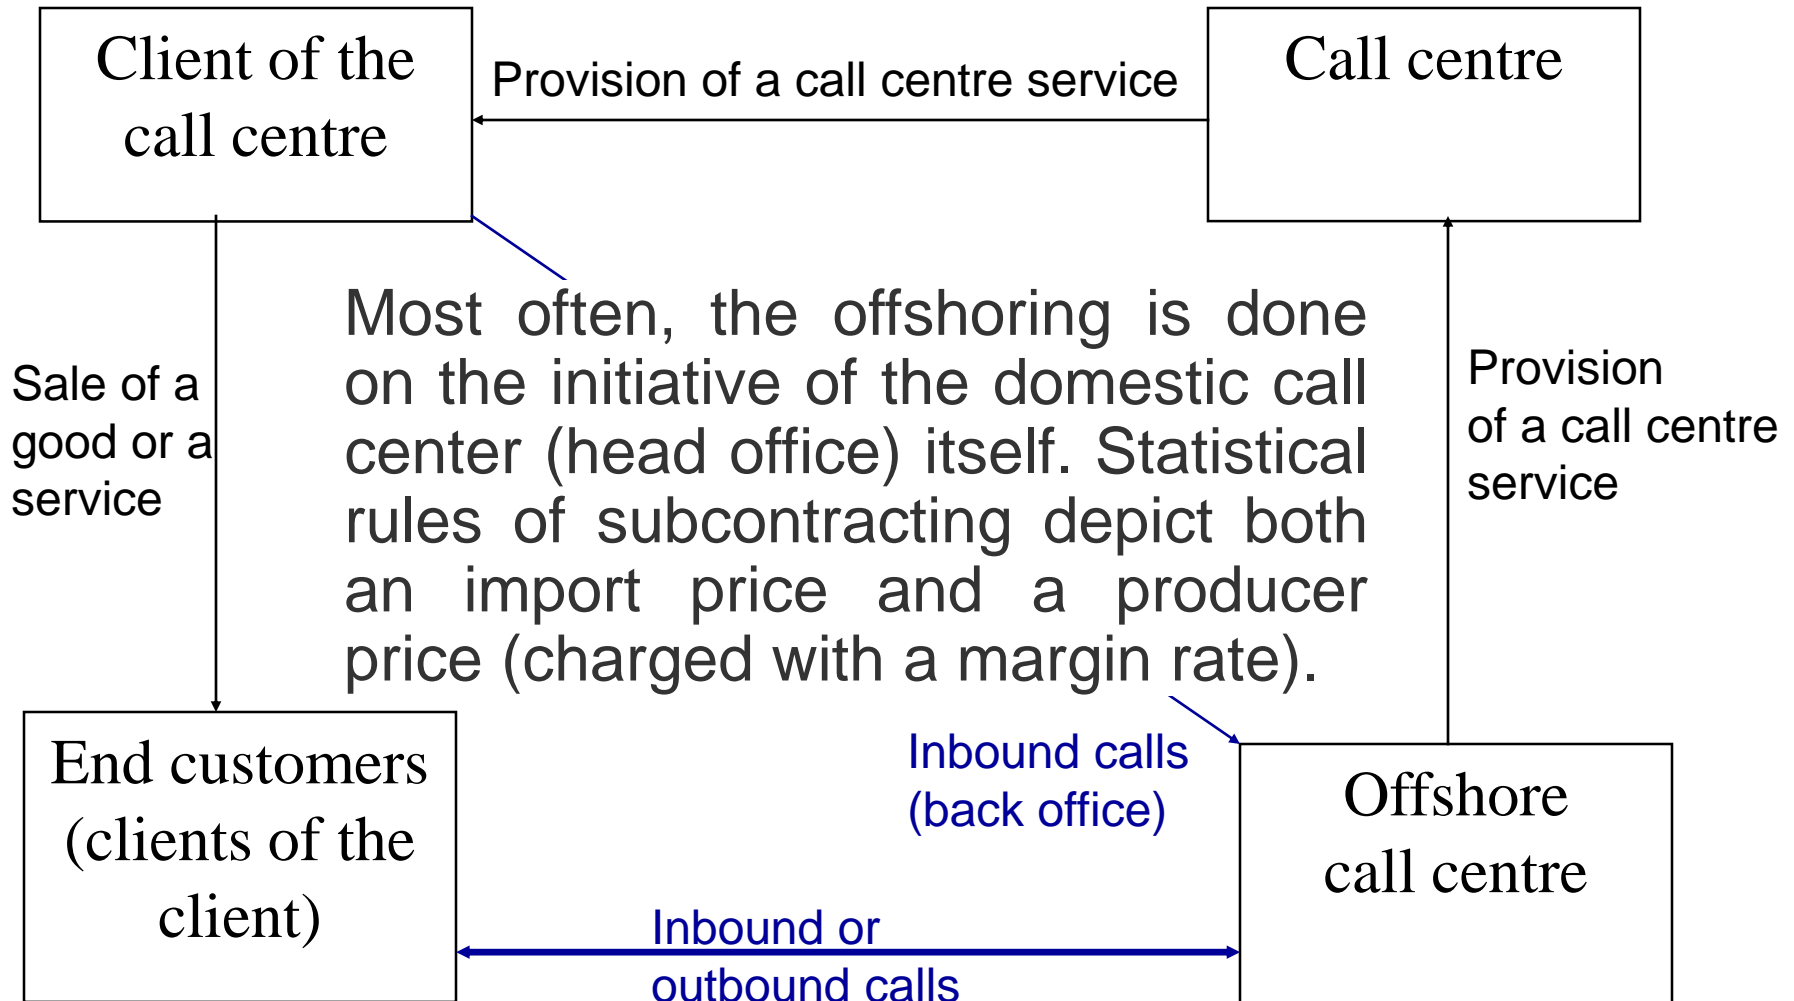 Client of the
call centre
Provision of a call centre service
Call centre
Most often, the offshoring is done
on the initiative of the domestic call
center (head office) itself. Statistical
rules of subcontracting depict both
an import price and a producer
price (charged with a margin rate).
Sale of a
good or a
service
Provision
of a call centre
service
End customers
(clients of the
client)
Inbound calls
(back office)
Offshore
call centre
Inbound or
outbound calls